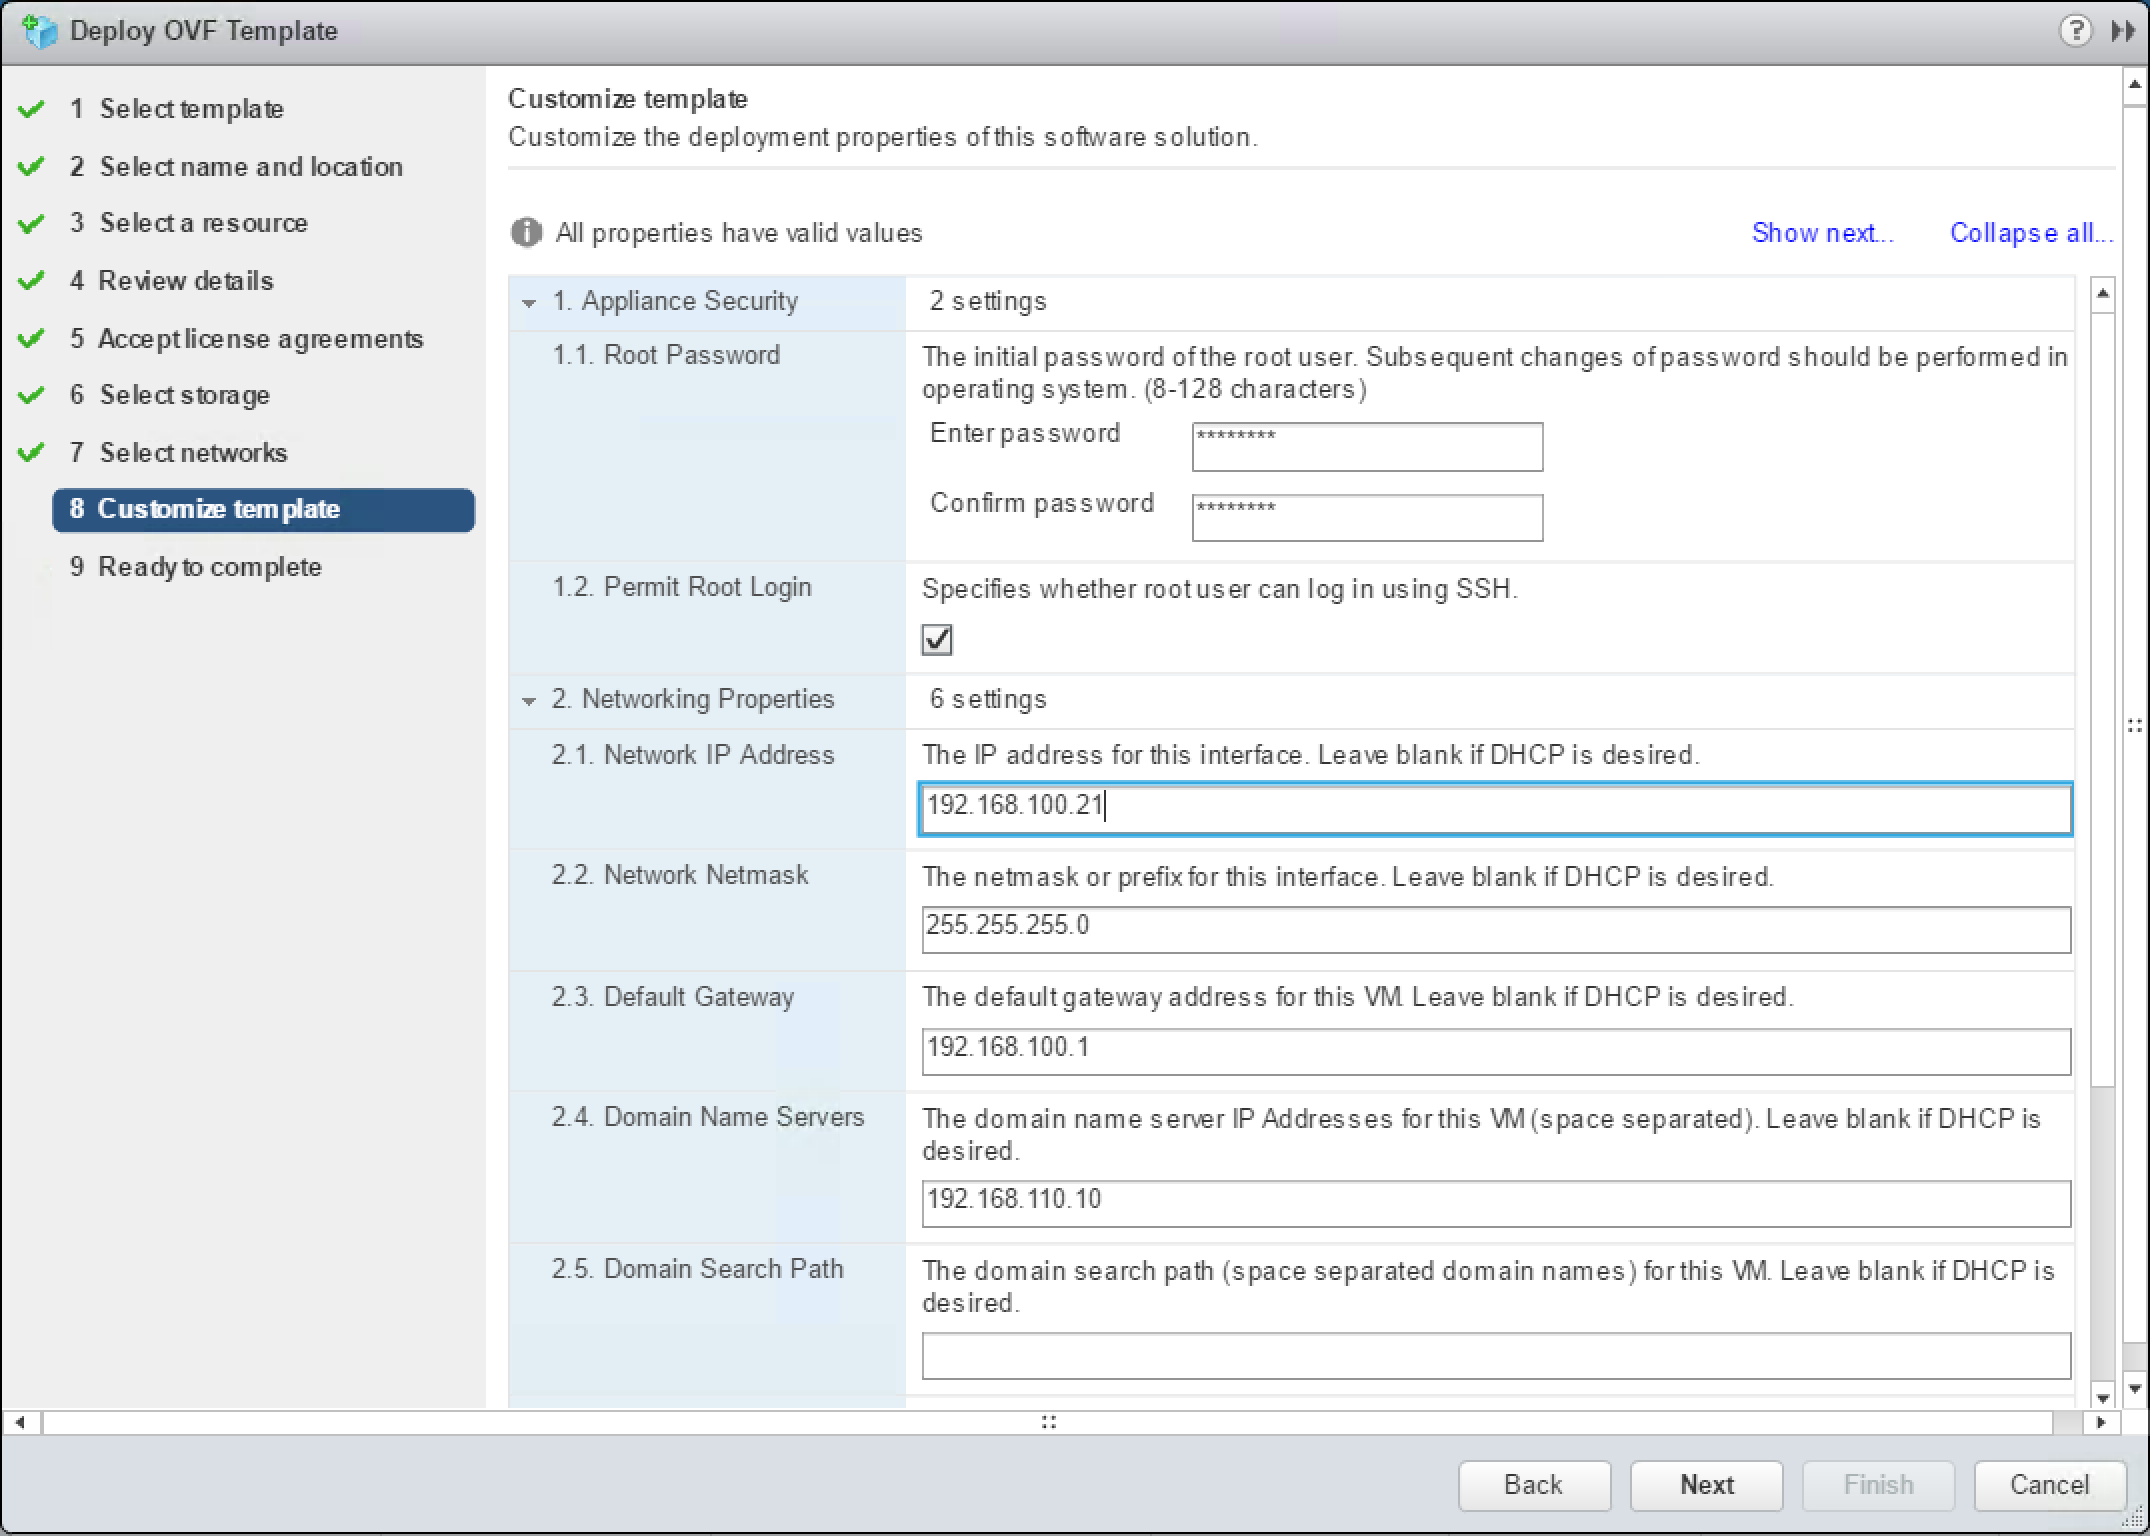 Deploy OVF Template
?
1 Select template
2 Select name and location
3 Select a resource
4 Review details
5 Accept license agreements
6 Select storage
7 Select networks
8 Customize template
9 Ready to complete
Customize template
Customize the deployment properties of this software solution.
All properties have valid values
Show next...
Collapse all...
1. Appliance Security
2 settings
1.1. Root Password
The initial password of the root user. Subsequent changes of password should be performed in
operating system. (8-128 characters)
Enter password
********
Confirm password
********
1.2. Permit Root Login
Specifies whether root user can log in using SSH.
2. Networking Properties
6 settings
2.1. Network IP Address
The IP address for this interface. Leave blank if DHCP is desired.
192.168.100.21
2.2. Network Netmask
The netmask or prefix for this interface. Leave blank if DHCP is desired.
255.255.255.0
2.3. Default Gateway
The default gateway address for this VM. Leave blank if DHCP is desired.
192.168.100.1
2.4. Domain Name Servers
The domain name server IP Addresses for this VM (space separated). Leave blank if DHCP is
desired.
192.168.110.10
2.5. Domain Search Path
The domain search path (space separated domain names) for this VM. Leave blank if DHCP is
desired.
Back
Next
Finish
Cancel